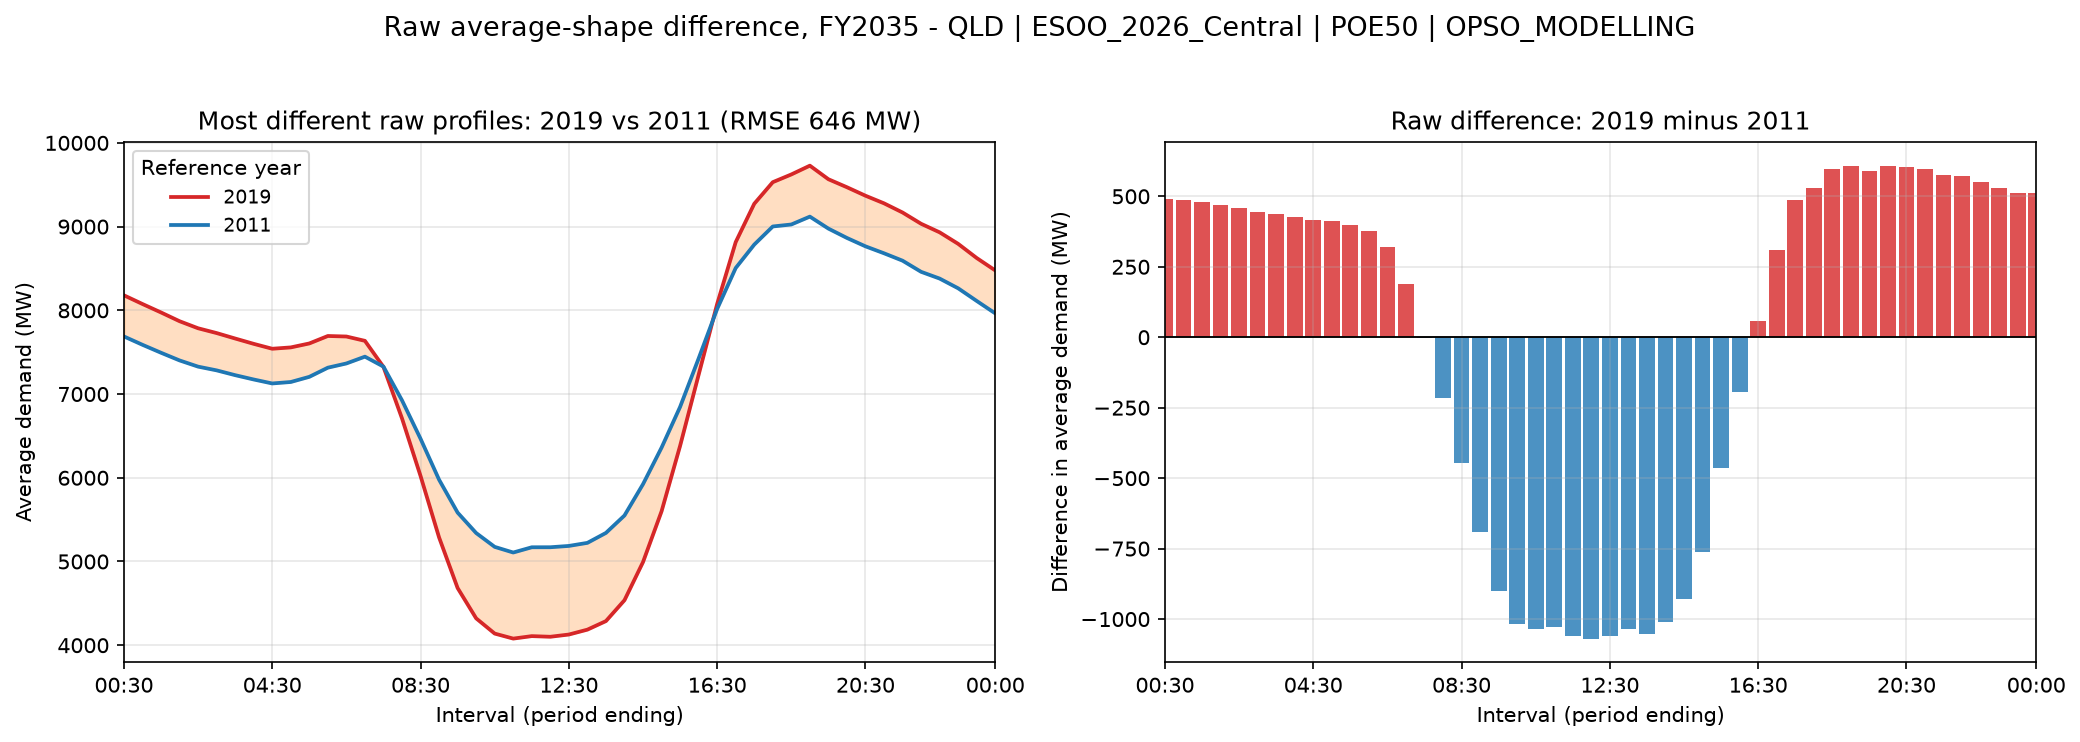 Raw average-shape difference, FY2035 - QLD | ESOO_2026_Central | POE50 | OPSO_MODELLING
Most different raw profiles: 2019 vs 2011 (RMSE 646 MW)
Average demand (MW)
10000
9000
8000
7000
6000
5000
4000
Reference year
2019
2011
00:30 04:30 08:30 12:30 16:30 20:30 00:00
Interval (period ending)
Raw difference: 2019 minus 2011
Difference in average demand (MW)
500
250
0
−250
−500
−750
−1000
00:30 04:30 08:30 12:30 16:30 20:30 00:00
Interval (period ending)